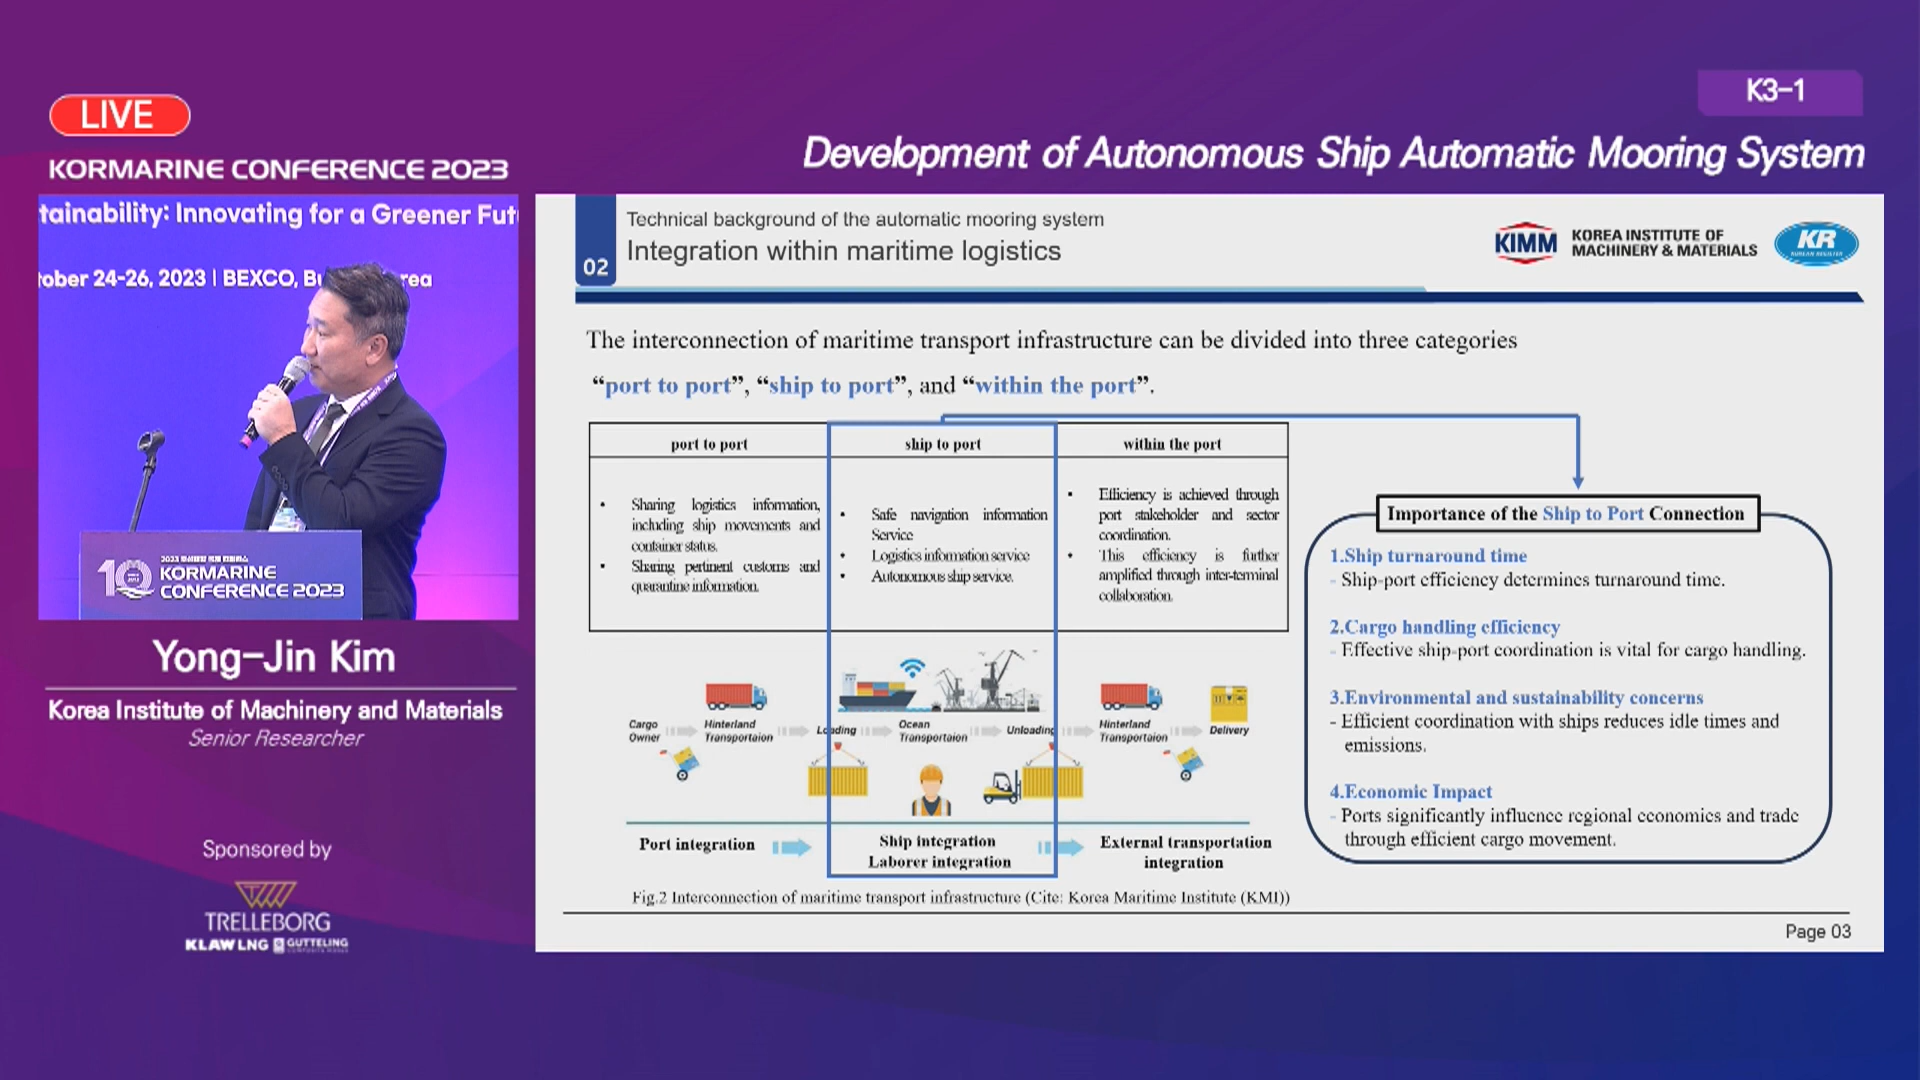 LIVE
KORMARINE CONFERENCE 2023
K3-1
Development of Autonomous Ship Automatic Mooring System
tainability: Innovating for a Greener Fut
tober 24-26, 2023 | BEXCO, Bu rea
KORMARINE
CONFERENCE 2023
Yong-Jin Kim
Korea Institute of Machinery and Materials
Senior Researcher
Sponsored by
TRELLEBORG
KLAW LNG GUTTELING
02
Technical background of the automatic mooring system
Integration within maritime logistics
KIMM
KOREA INSTITUTE OF
MACHINERY & MATERIALS
KR
KOREAN REGISTER
The interconnection of maritime transport infrastructure can be divided into three categories
“port to port”, “ship to port”, and “within the port”.
port to port
• Sharing logistics information,
including ship movements and
container status.
• Sharing pertinent customs and
quarantine information.
ship to port
• Safe navigation information
Service
• Logistics information service
• Autonomous ship service.
within the port
• Efficiency is achieved through
port stakeholder and sector
coordination.
• This efficiency is further
amplified through inter-terminal
collaboration.
Cargo
Owner
Hinterland
Transportaion
Loading
Ocean
Transportaion
Unloading
Hinterland
Transportaion
Delivery
Port integration
Ship integration
Laborer integration
External transportation
integration
Fig.2 Interconnection of maritime transport infrastructure (Cite: Korea Maritime Institute (KMI))
Importance of the Ship to Port Connection
1.Ship turnaround time
- Ship-port efficiency determines turnaround time.
2.Cargo handling efficiency
- Effective ship-port coordination is vital for cargo handling.
3.Environmental and sustainability concerns
- Efficient coordination with ships reduces idle times and
emissions.
4.Economic Impact
- Ports significantly influence regional economies and trade
through efficient cargo movement.
Page 03